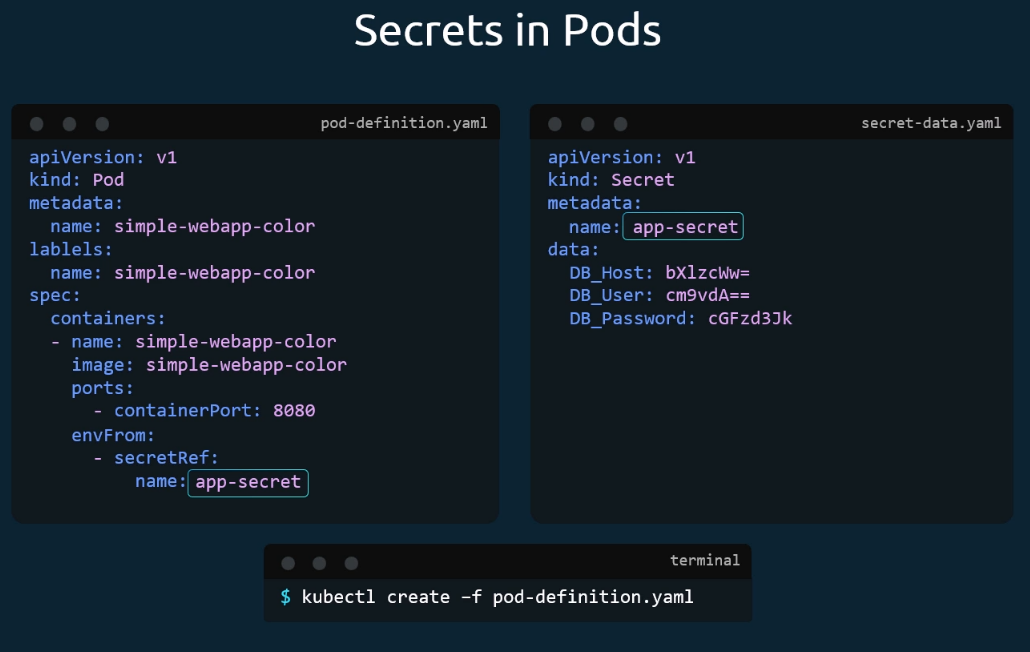 Secrets in Pods
pod-definition.yaml
apiVersion: v1
kind: Pod
metadata:
name: simple-webapp-color
lablels:
name: simple-webapp-color
spec:
containers:
- name: simple-webapp-color
image: simple-webapp-color
ports:
- containerPort: 8080
envFrom:
- secretRef:
name: app-secret
secret-data.yaml
apiVersion: v1
kind: Secret
metadata:
name: app-secret
data:
DB_Host: bXlzcWw=
DB_User: cm9vdA==
DB_Password: cGFzd3Jk
terminal
$ kubectl create –f pod-definition.yaml